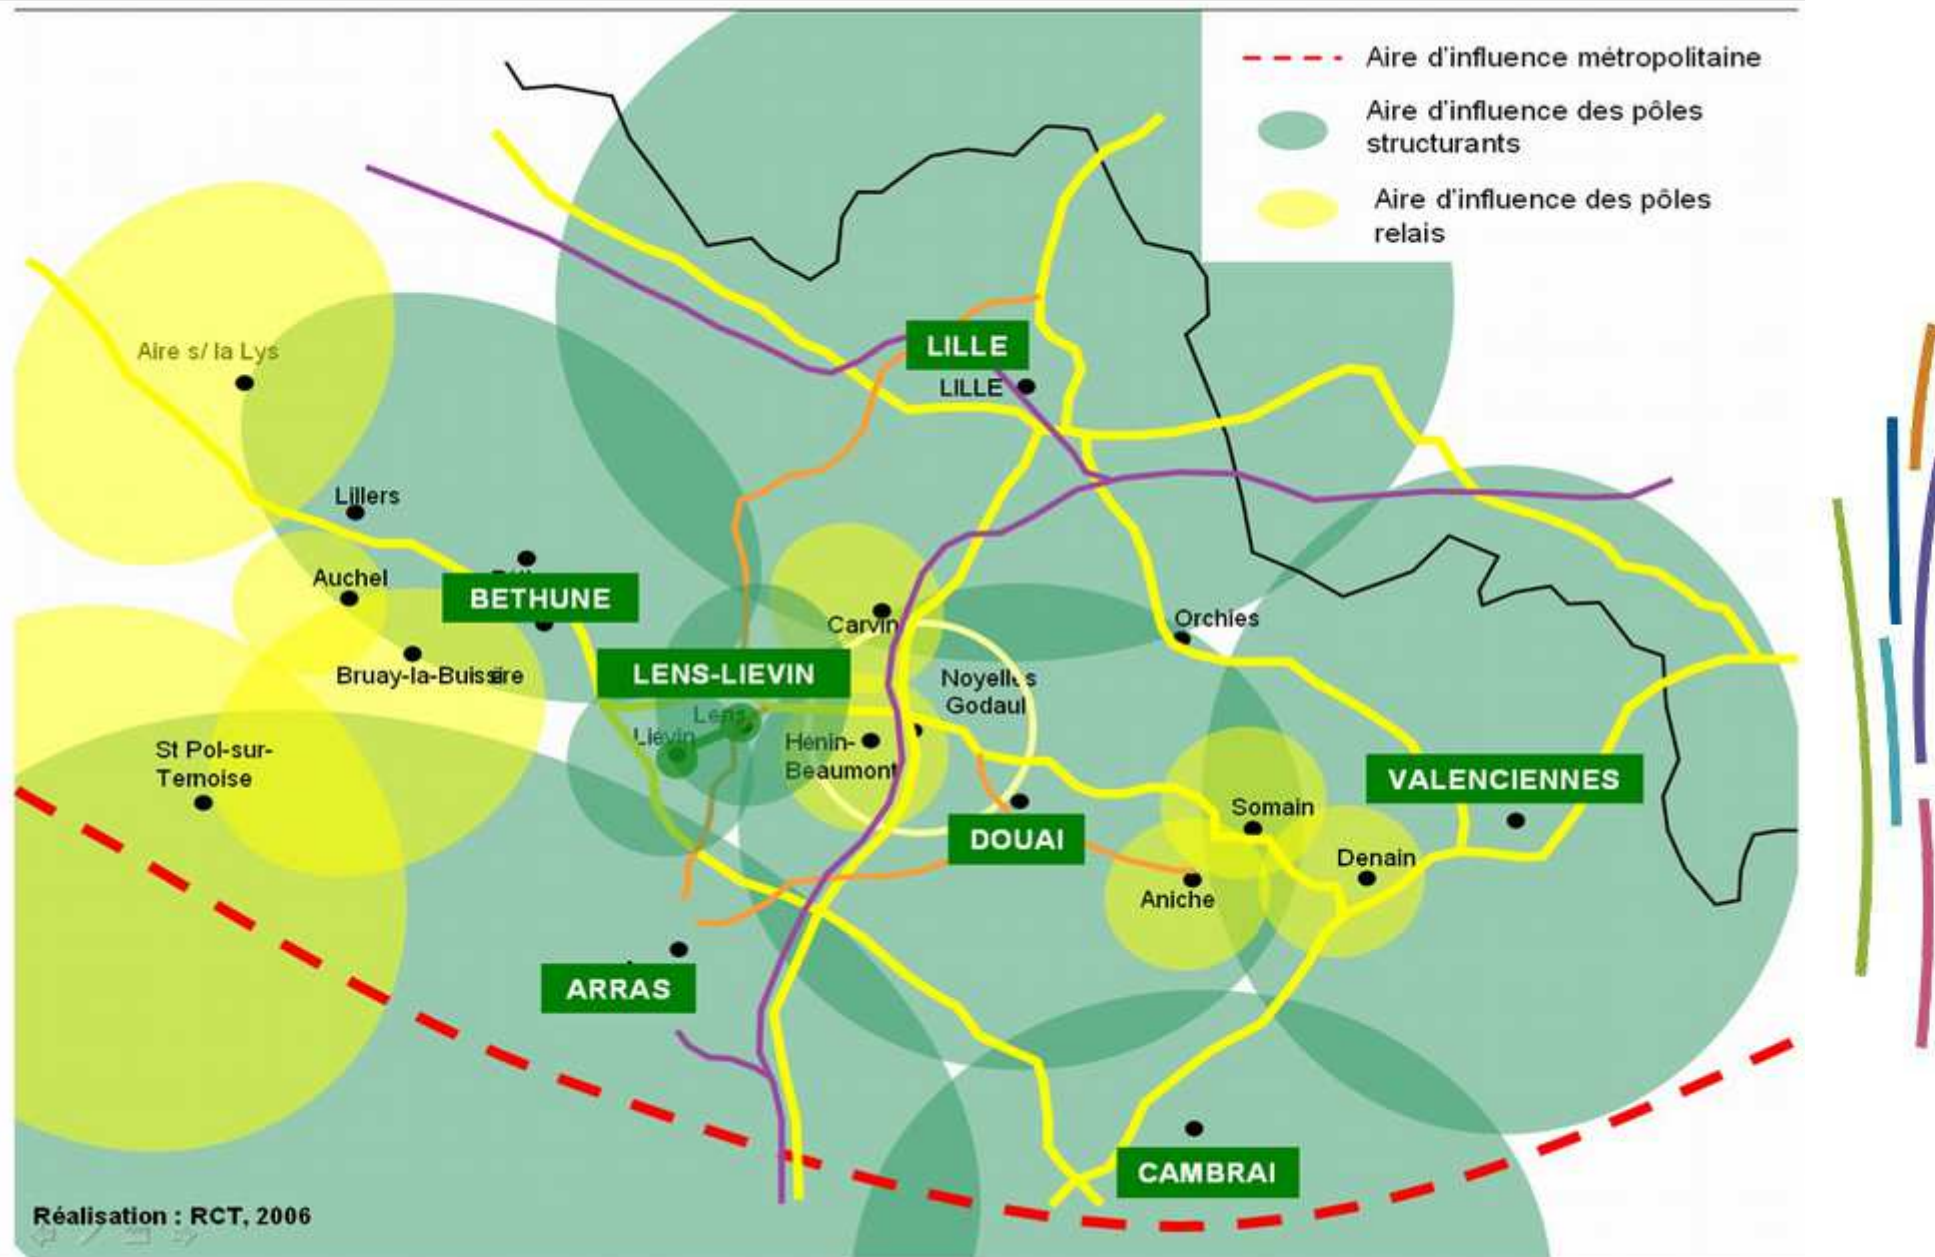 Aire d'influence métropolitaine
Aire d'influence des pôles
structurants
Aire d'influence des pôles
relais
LILLE
LILLE
Aire s/ la Lys
Lillers
Auchel
BETHUNE
Bruay-la-Buissière
Carvin
Orchies
LENS-LIEVIN
Noyelles
Godaul
Lens
Liévin
Hénin-
Beaumont
St Pol-sur-
Ternoise
VALENCIENNES
Somain
DOUAI
Denain
Aniche
ARRAS
CAMBRAI
Réalisation : RCT, 2006